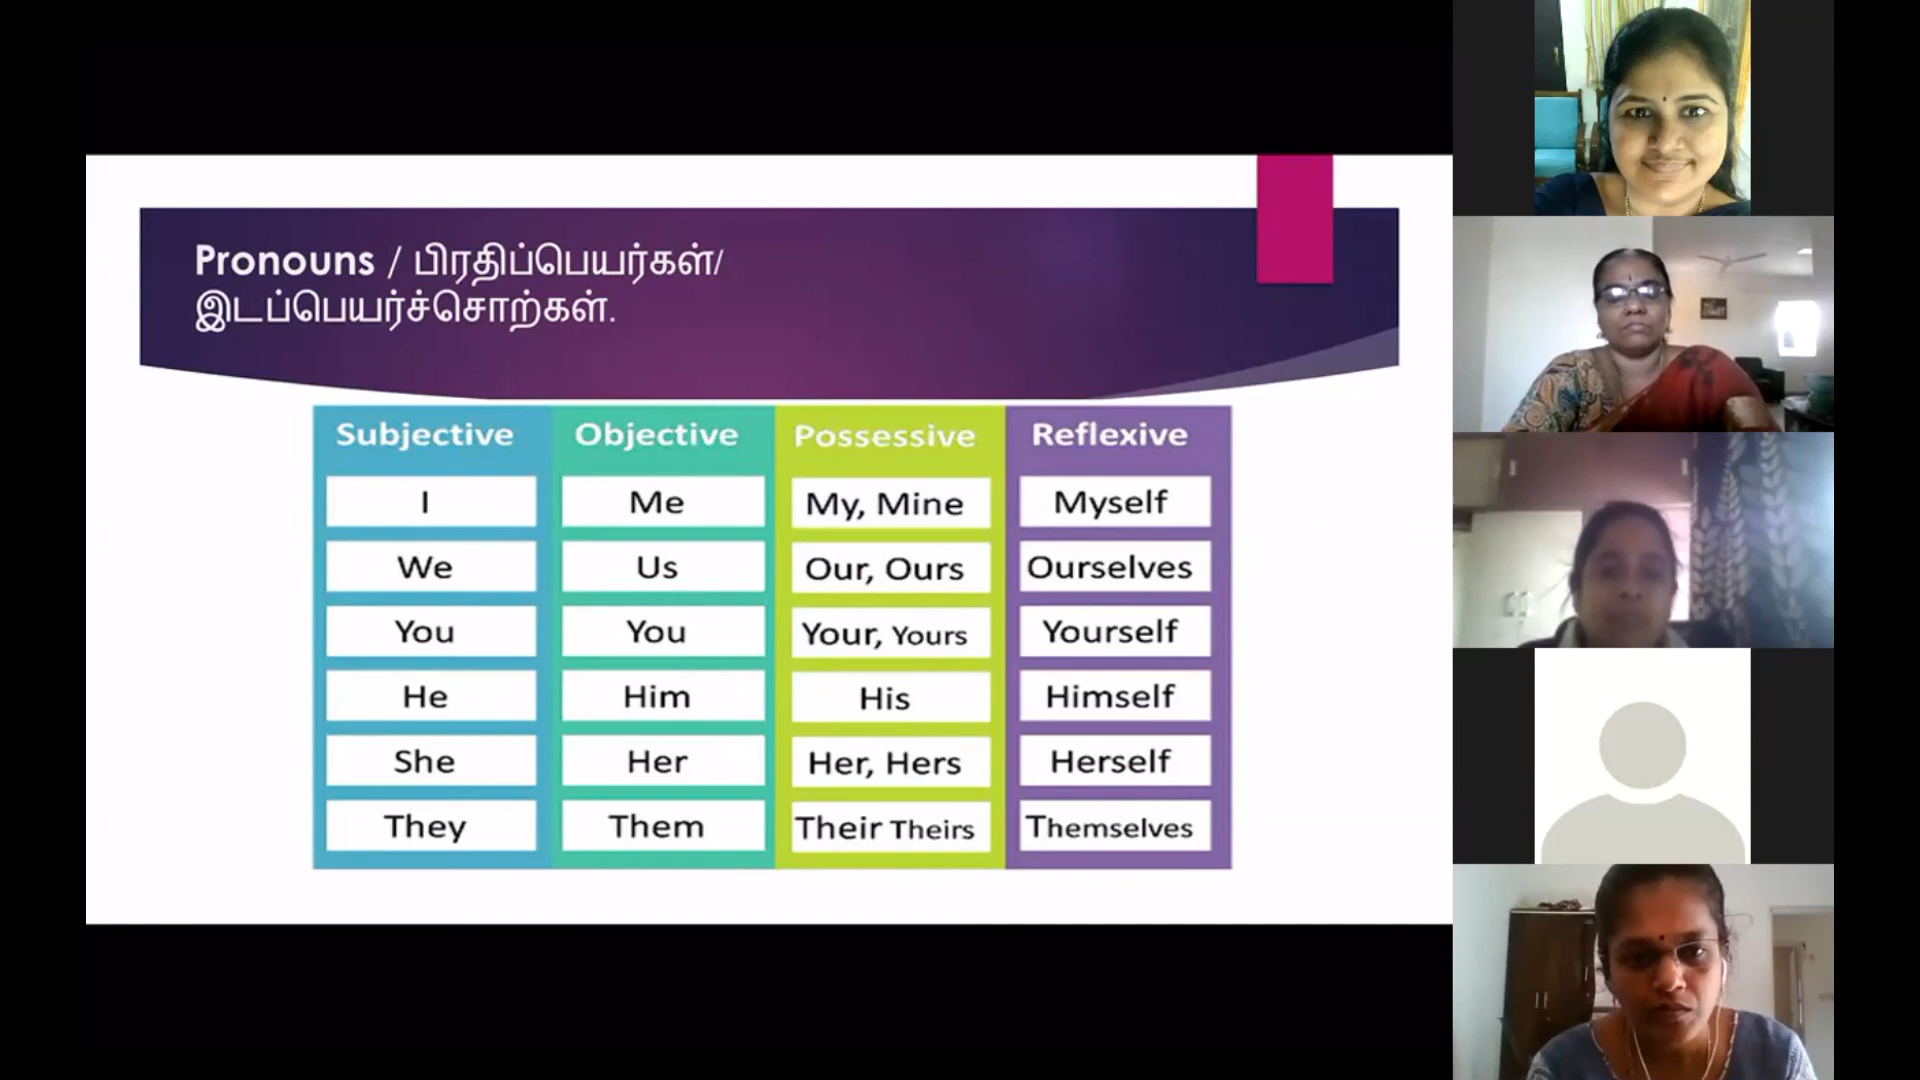 Pronouns / பிரதிப்பெயர்கள்/
இடப்பெயர்ச்சொற்கள்.
Subjective Objective Possessive Reflexive
I Me My, Mine Myself
We Us Our, Ours Ourselves
You You Your, Yours Yourself
He Him His Himself
She Her Her, Hers Herself
They Them Their Theirs Themselves